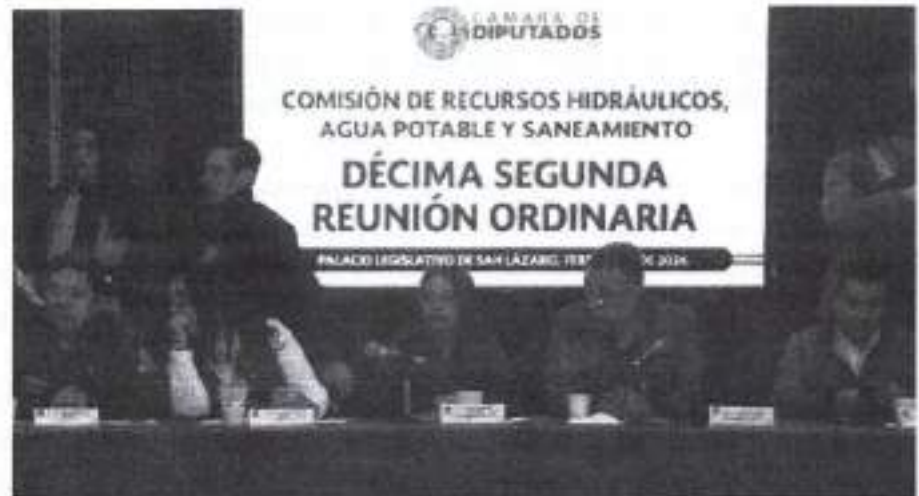 CÁMARA DE
DIPUTADOS
COMISIÓN DE RECURSOS HIDRÁULICOS,
AGUA POTABLE Y SANEAMIENTO
DÉCIMA SEGUNDA
REUNIÓN ORDINARIA
PALACIO LEGISLATIVO DE SAN LÁZARO, DE